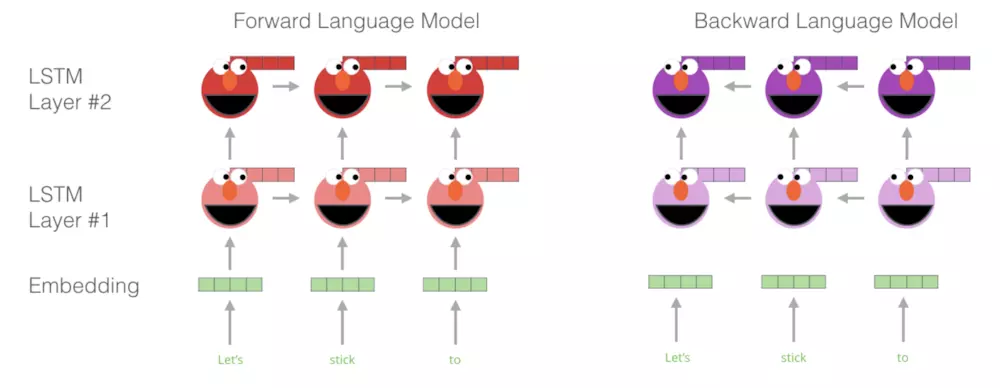 Forward Language Model
Backward Language Model
LSTM
Layer #2
LSTM
Layer #1
Embedding
Let's
stick
to
Let's
stick
to